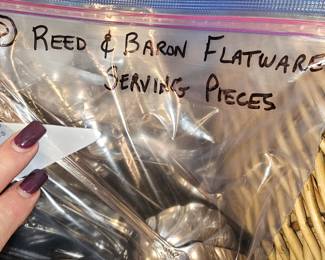 REED & BARON FLATWARE
SERVING PIECES